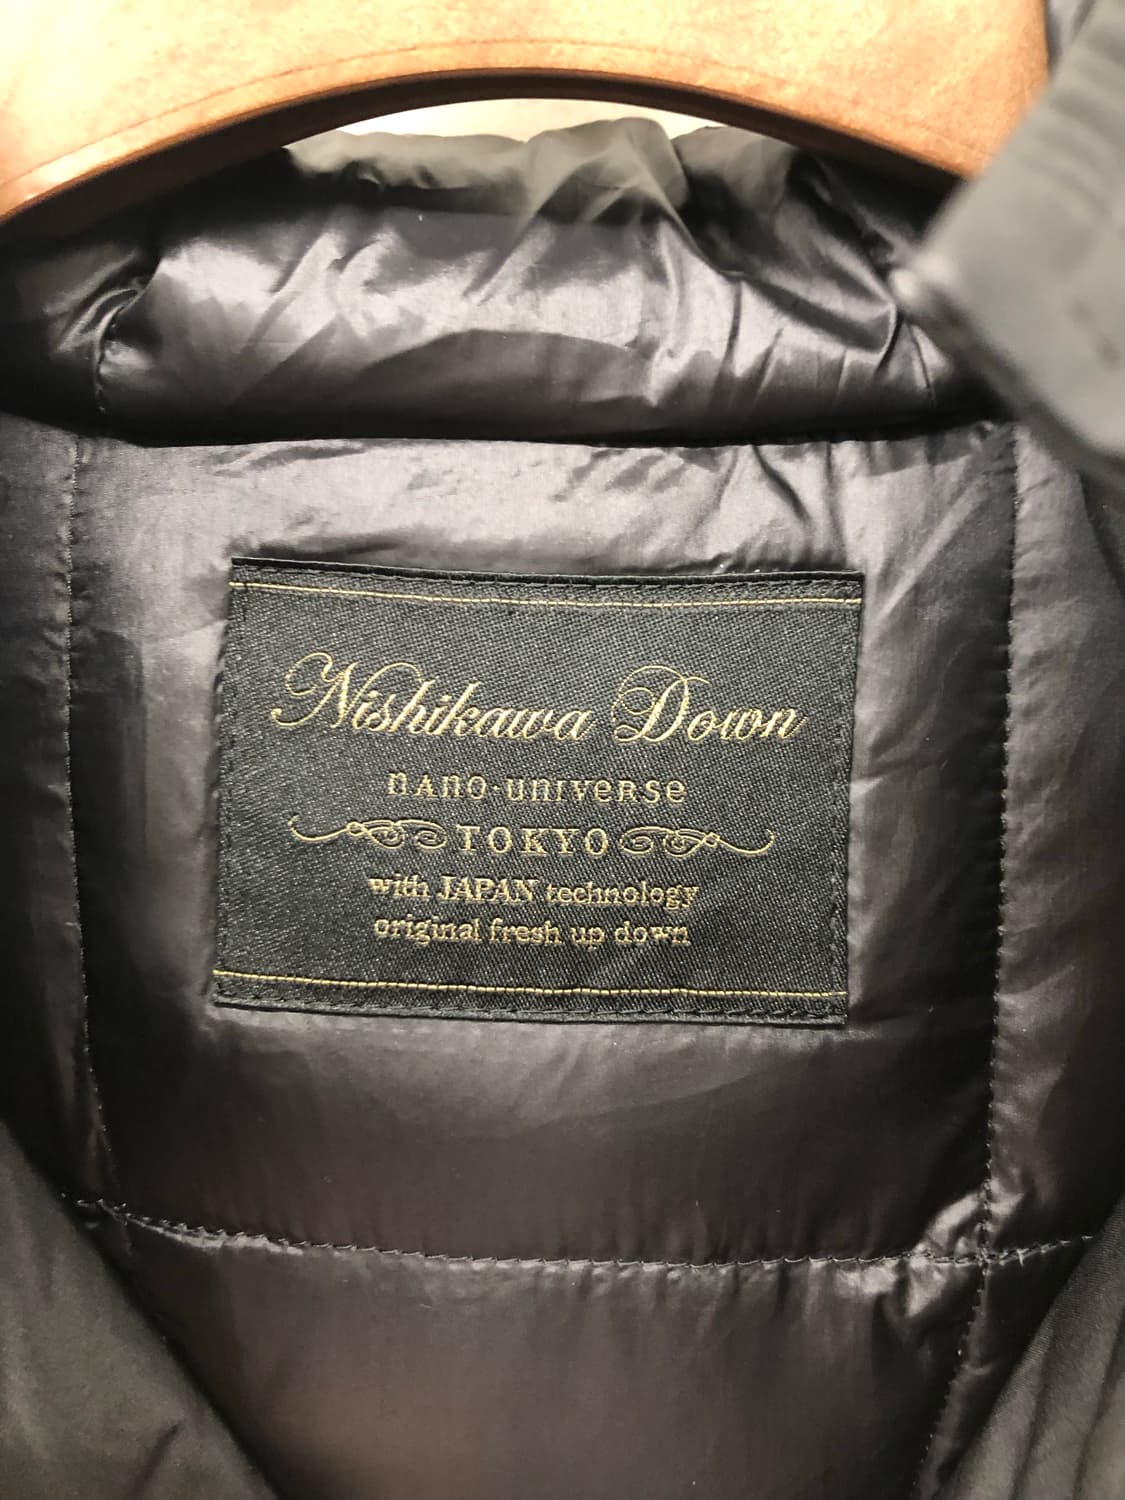 Nishikawa Down
nano·universe
TOKYO
with JAPAN technology
original fresh up down